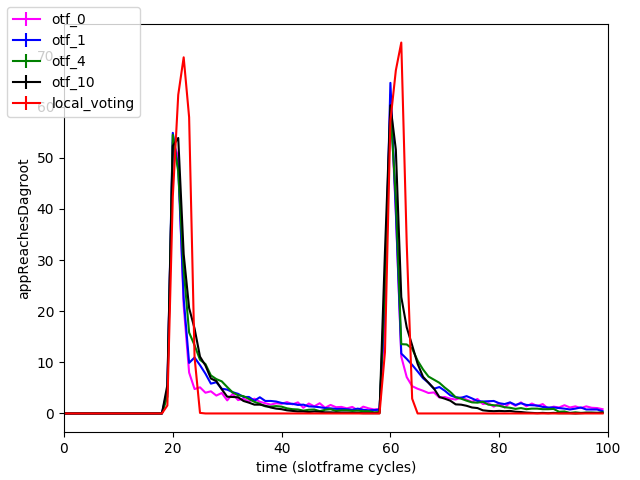 otf_0
otf_1
otf_4
otf_10
local_voting
70
60
50
40
30
20
10
0
appReachesDagroot
0 20 40 60 80 100
time (slotframe cycles)